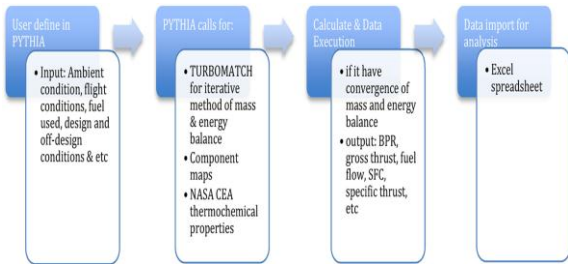 User define in
PYTHIA
• Input: Ambient
condition, flight
conditions, fuel
used, design and
off-design
conditions & etc
PYTHIA calls for:
• TURBOMATCH
for iterative
method of mass
& energy
balance
• Component
maps
• NASA CEA
thermochemical
properties
Calculate & Data
Execution
• if it have
convergence of
mass and energy
balance
• output: BPR,
gross thrust, fuel
flow, SFC,
specific thrust,
etc
Data import for
analysis
• Excel
spreadsheet